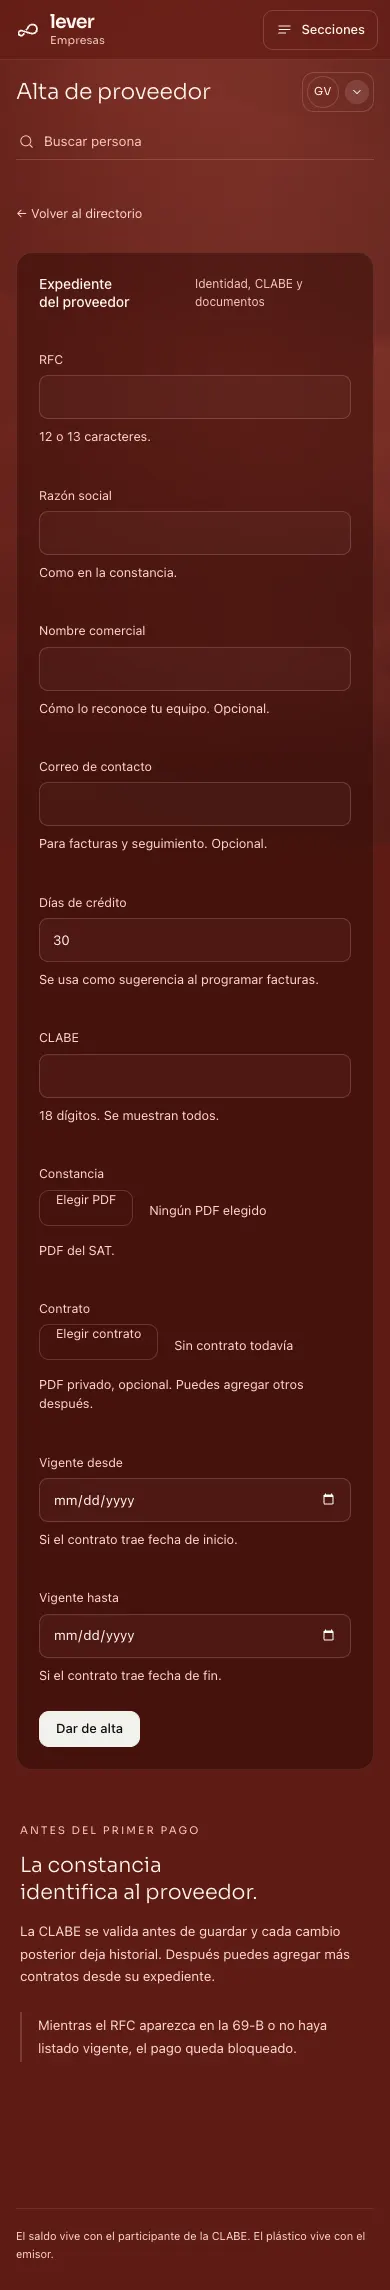 lever
Empresas
Secciones
Alta de proveedor
GV
Buscar persona
← Volver al directorio
Expediente
del proveedor
Identidad, CLABE y
documentos
RFC
12 o 13 caracteres.
Razón social
Como en la constancia.
Nombre comercial
Cómo lo reconoce tu equipo. Opcional.
Correo de contacto
Para facturas y seguimiento. Opcional.
Días de crédito
30
Se usa como sugerencia al programar facturas.
CLABE
18 dígitos. Se muestran todos.
Constancia
Elegir PDF
Ningún PDF elegido
PDF del SAT.
Contrato
Elegir contrato
Sin contrato todavía
PDF privado, opcional. Puedes agregar otros
después.
Vigente desde
mm/dd/yyyy
Si el contrato trae fecha de inicio.
Vigente hasta
mm/dd/yyyy
Si el contrato trae fecha de fin.
Dar de alta
ANTES DEL PRIMER PAGO
La constancia
identifica al proveedor.
La CLABE se valida antes de guardar y cada cambio
posterior deja historial. Después puedes agregar más
contratos desde su expediente.
Mientras el RFC aparezca en la 69-B o no haya
listado vigente, el pago queda bloqueado.
El saldo vive con el participante de la CLABE. El plástico vive con el
emisor.